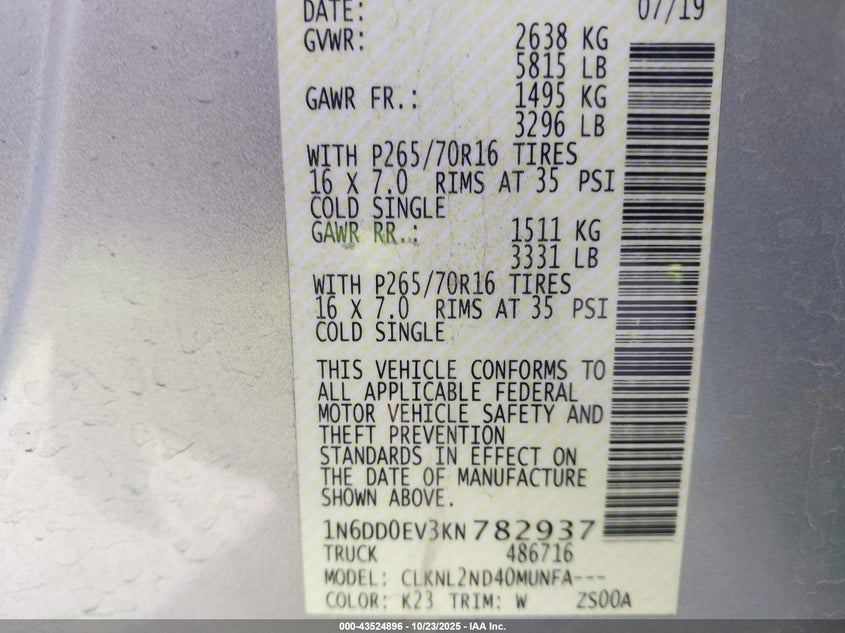 DATE: 07/19
GVWR: 2638 KG
5815 LB
GAWR FR.: 1495 KG
3296 LB
WITH P265/70R16 TIRES
16 X 7.0 RIMS AT 35 PSI
COLD SINGLE
GAWR RR.: 1511 KG
3331 LB
WITH P265/70R16 TIRES
16 X 7.0 RIMS AT 35 PSI
COLD SINGLE
THIS VEHICLE CONFORMS TO
ALL APPLICABLE FEDERAL
MOTOR VEHICLE SAFETY AND
THEFT PREVENTION
STANDARDS IN EFFECT ON
THE DATE OF MANUFACTURE
SHOWN ABOVE.
1N6DD0EV3KN782937
TRUCK 486716
MODEL: CLKNL2ND40MUNFA---
COLOR: K23 TRIM: W ZS00A
000-43524896 - 10/23/2025 - IAA Inc.